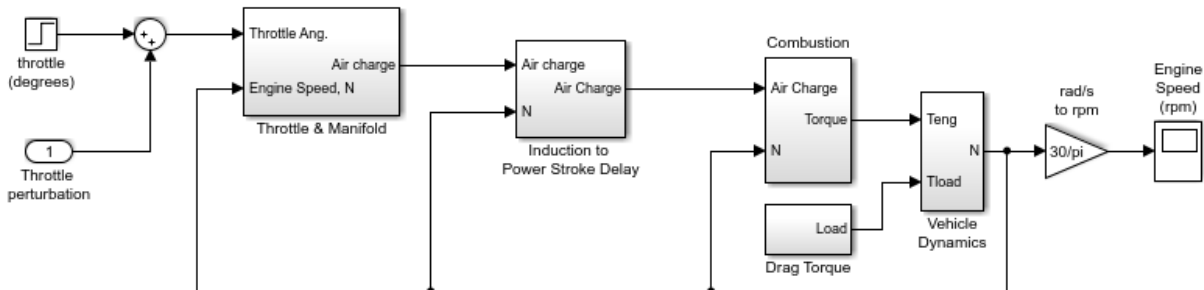 throttle
(degrees)
++
1
Throttle
perturbation
Throttle Ang.
Air charge
Engine Speed, N
Throttle & Manifold
Air charge
Air Charge
N
Induction to
Power Stroke Delay
Combustion
Air Charge
Torque
N
Load
Drag Torque
Teng
N
Tload
Vehicle
Dynamics
rad/s
to rpm
30/pi
Engine
Speed
(rpm)